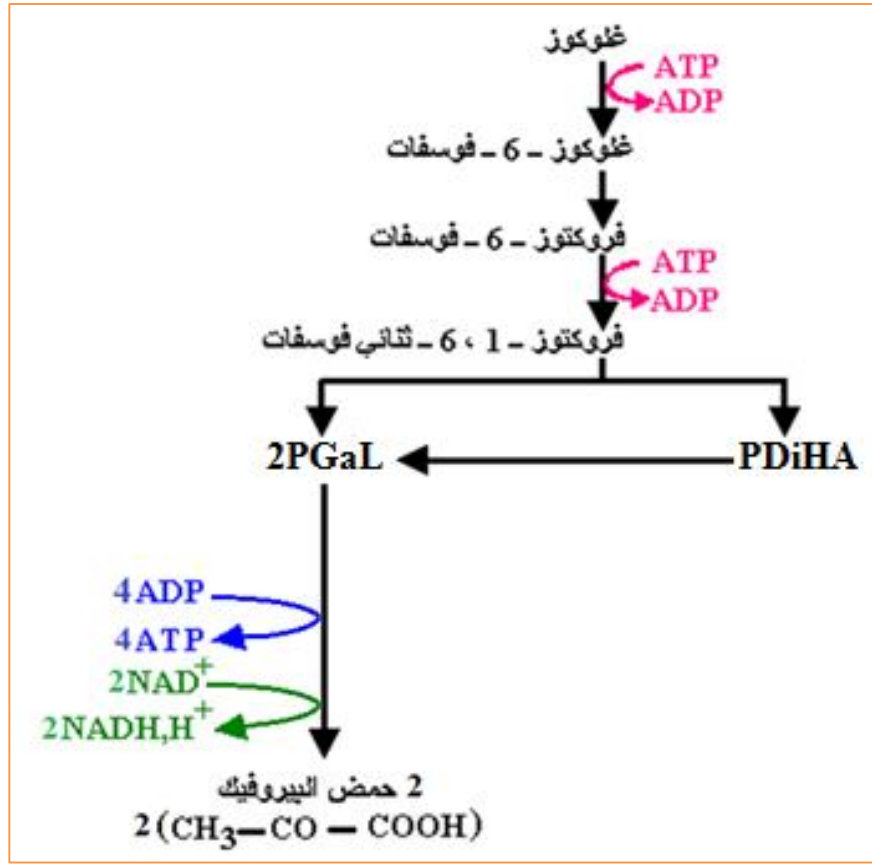 غلوكوز
ATP
ADP
غلوكوز ـ 6 ـ فوسفات
فروكتوز ـ 6 ـ فوسفات
ATP
ADP
فروكتوز ـ 1 ، 6 ـ ثنائي فوسفات
2PGaL
PDiHA
4ADP
4ATP
2NAD⁺
2NADH,H⁺
2 حمض البيروفيك
2(CH₃—CO — COOH)